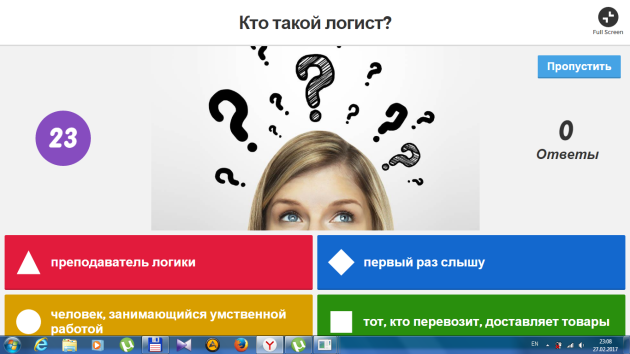 Кто такой логист?
Full Screen
Пропустить
23
0
Ответы
преподаватель логики
первый раз слышу
человек, занимающийся умственной
работой
тот, кто перевозит, доставляет товары
EN
23:08
27.02.2017